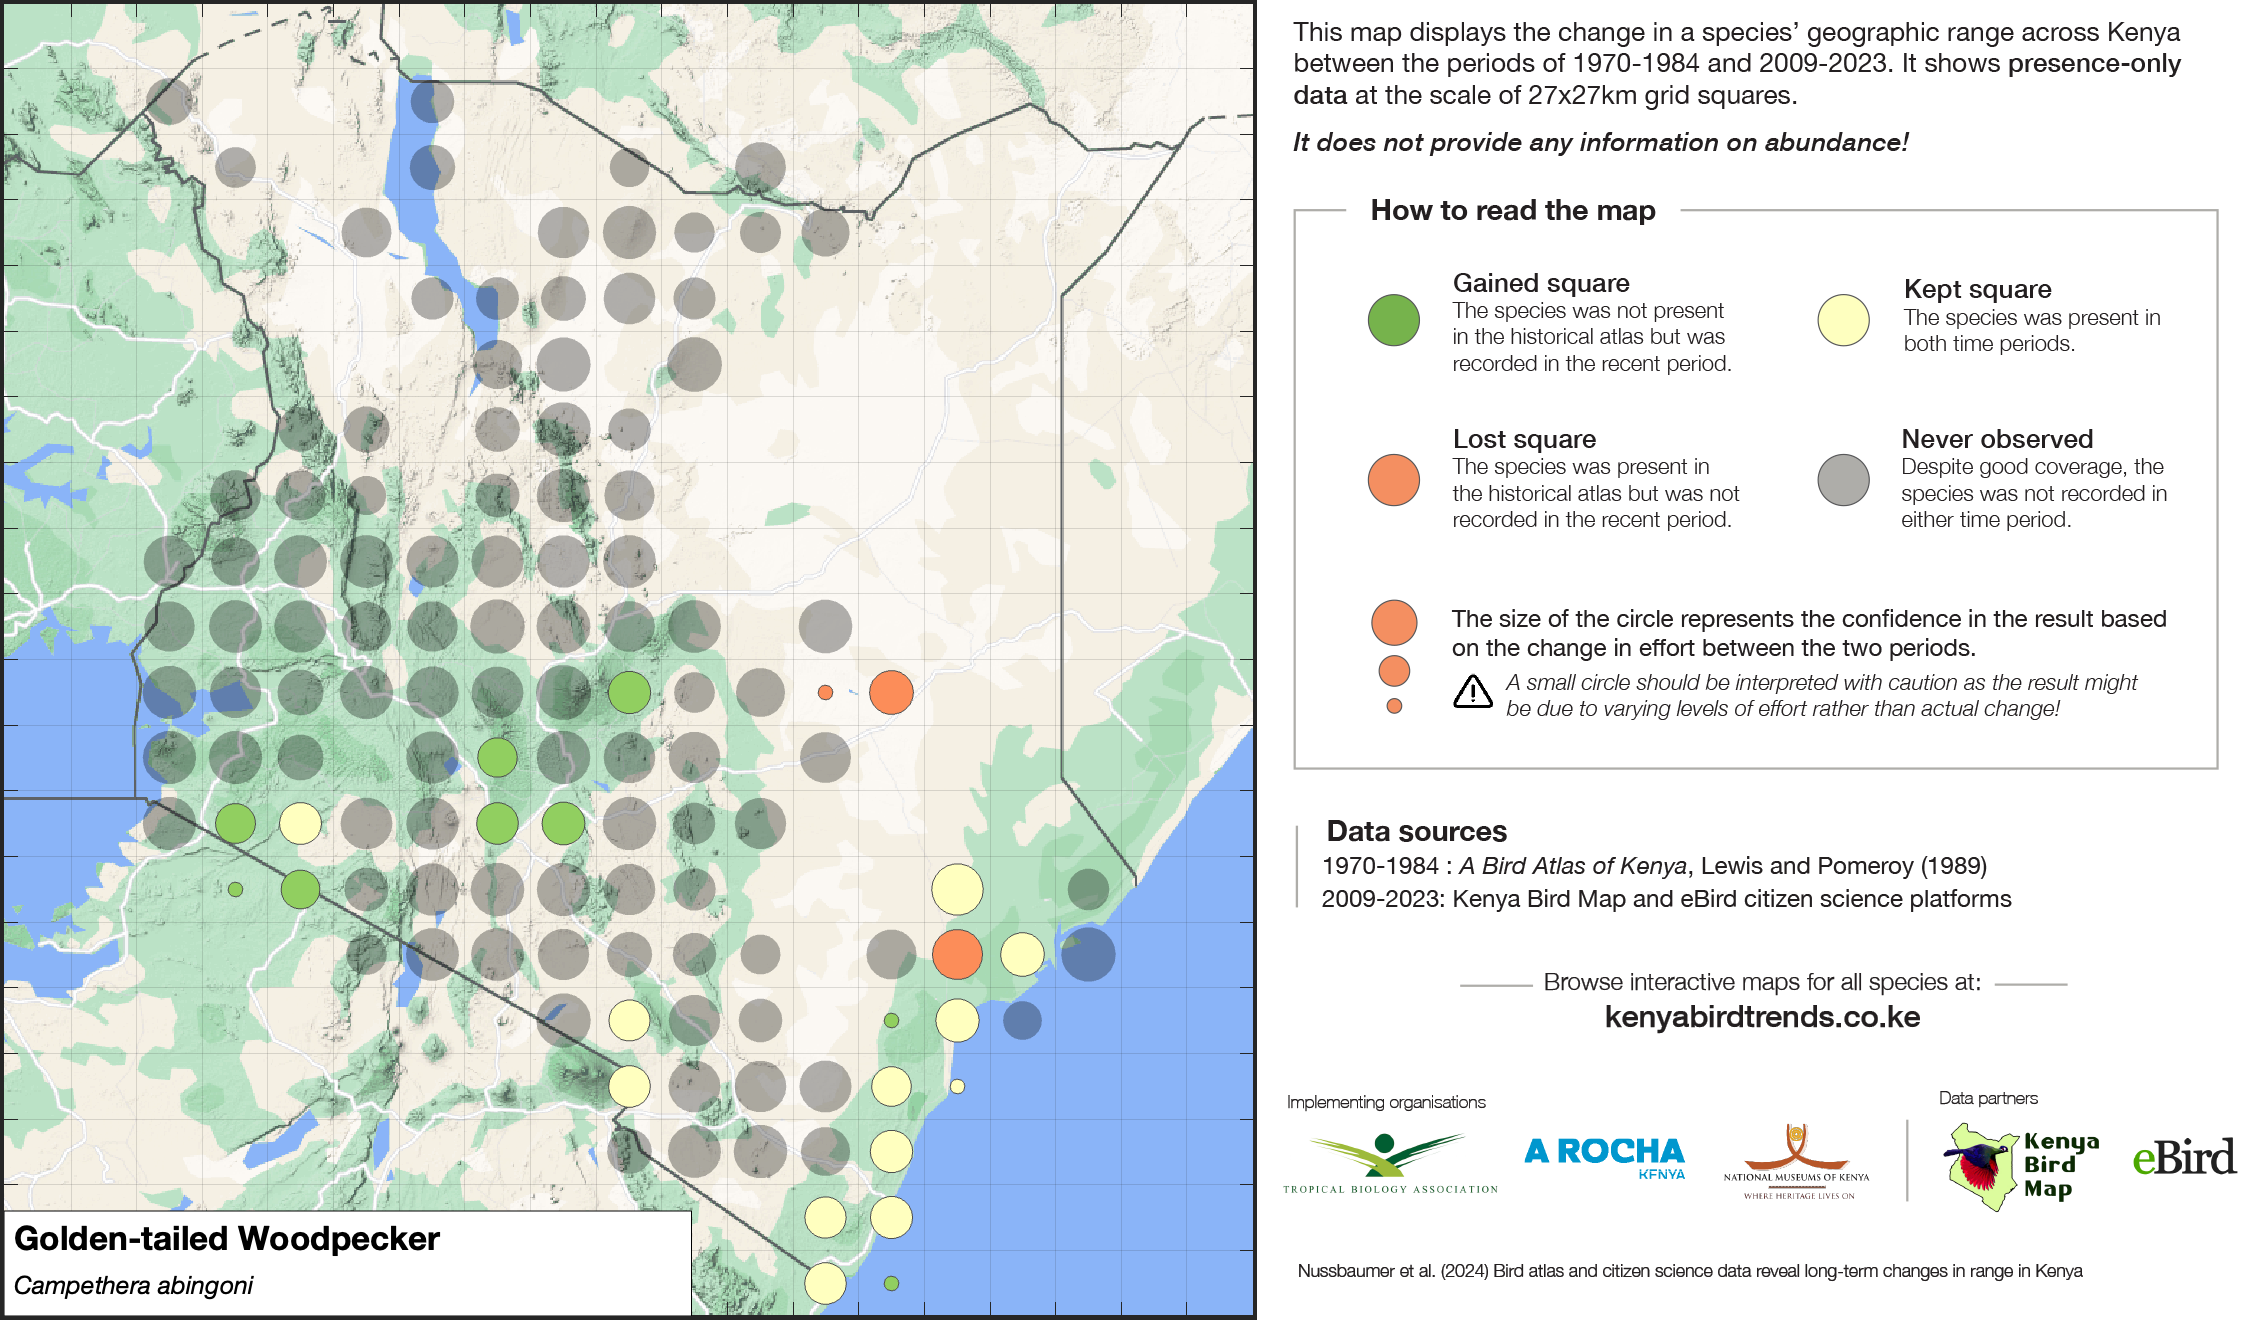 This map displays the change in a species’ geographic range across Kenya
between the periods of 1970-1984 and 2009-2023. It shows presence-only
data at the scale of 27x27km grid squares.
It does not provide any information on abundance!
How to read the map
Gained square
The species was not present
in the historical atlas but was
recorded in the recent period.
Kept square
The species was present in
both time periods.
Lost square
The species was present in
the historical atlas but was not
recorded in the recent period.
Never observed
Despite good coverage, the
species was not recorded in
either time period.
The size of the circle represents the confidence in the result based
on the change in effort between the two periods.
A small circle should be interpreted with caution as the result might
be due to varying levels of effort rather than actual change!
Data sources
1970-1984 : A Bird Atlas of Kenya, Lewis and Pomeroy (1989)
2009-2023: Kenya Bird Map and eBird citizen science platforms
Browse interactive maps for all species at:
kenyabirdtrends.co.ke
Implementing organisations
Data partners
TROPICAL BIOLOGY ASSOCIATION
A ROCHA
KENYA
NATIONAL MUSEUMS OF KENYA
WHERE HERITAGE LIVES ON
Kenya
Bird
Map
eBird
Golden-tailed Woodpecker
Campethera abingoni
Nussbaumer et al. (2024) Bird atlas and citizen science data reveal long-term changes in range in Kenya